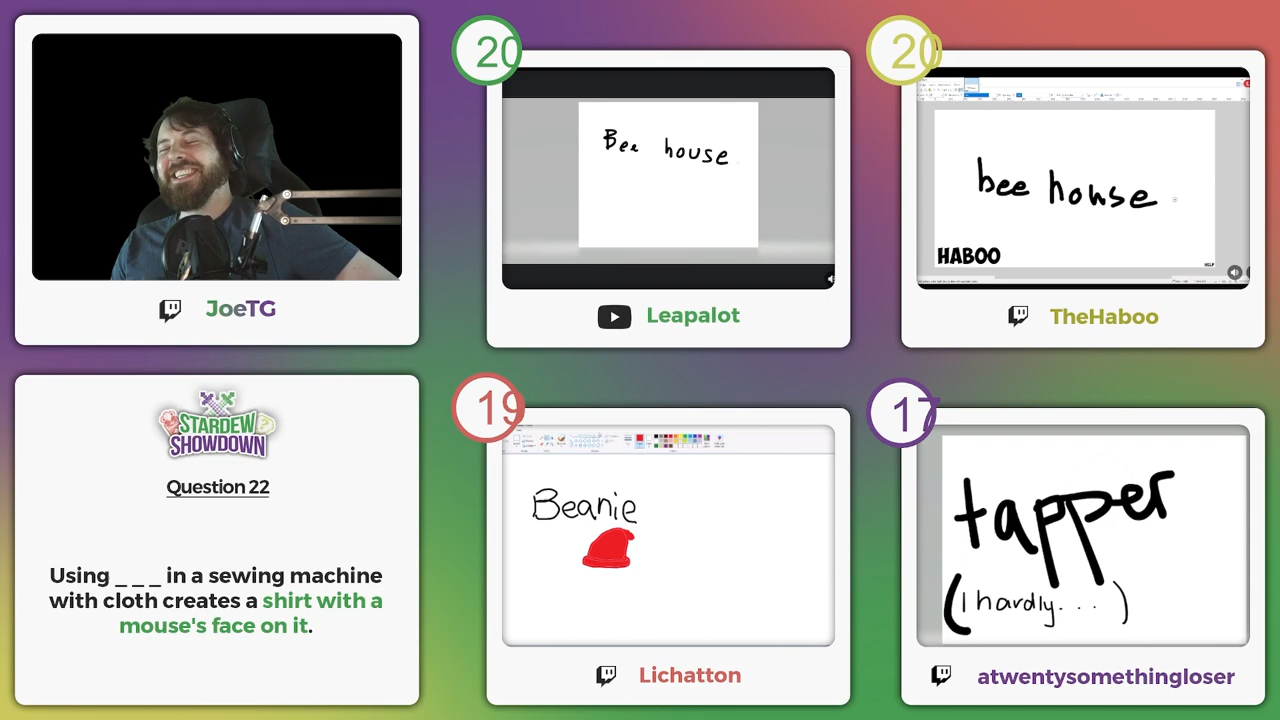 JoeTG
20
Bee house
Leapalot
20
bee house
HABOO
HELP
TheHaboo
STARDEW
SHOWDOWN
Question 22
Using _ _ _ in a sewing machine
with cloth creates a shirt with a
mouse's face on it.
19
Beanie
Lichatton
17
tapper
(I hardly. . . )
atwentysomethingloser